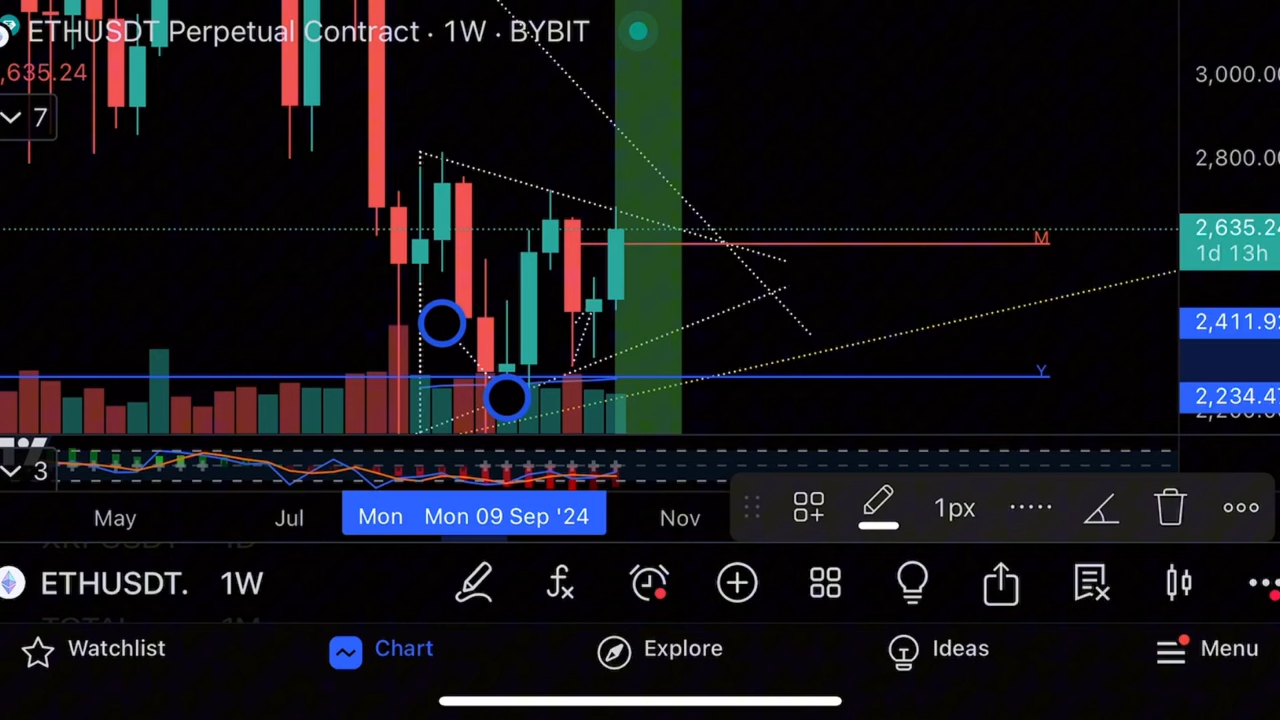 ETHUSDT Perpetual Contract · 1W · BYBIT
,635.24
7
3,000.00
2,800.00
M
2,635.24
1d 13h
2,411.9
Y
2,234.47
3
May
Jul
Mon
Mon 09 Sep '24
Nov
1px
ETHUSDT.
1W
Watchlist
Chart
Explore
Ideas
Menu